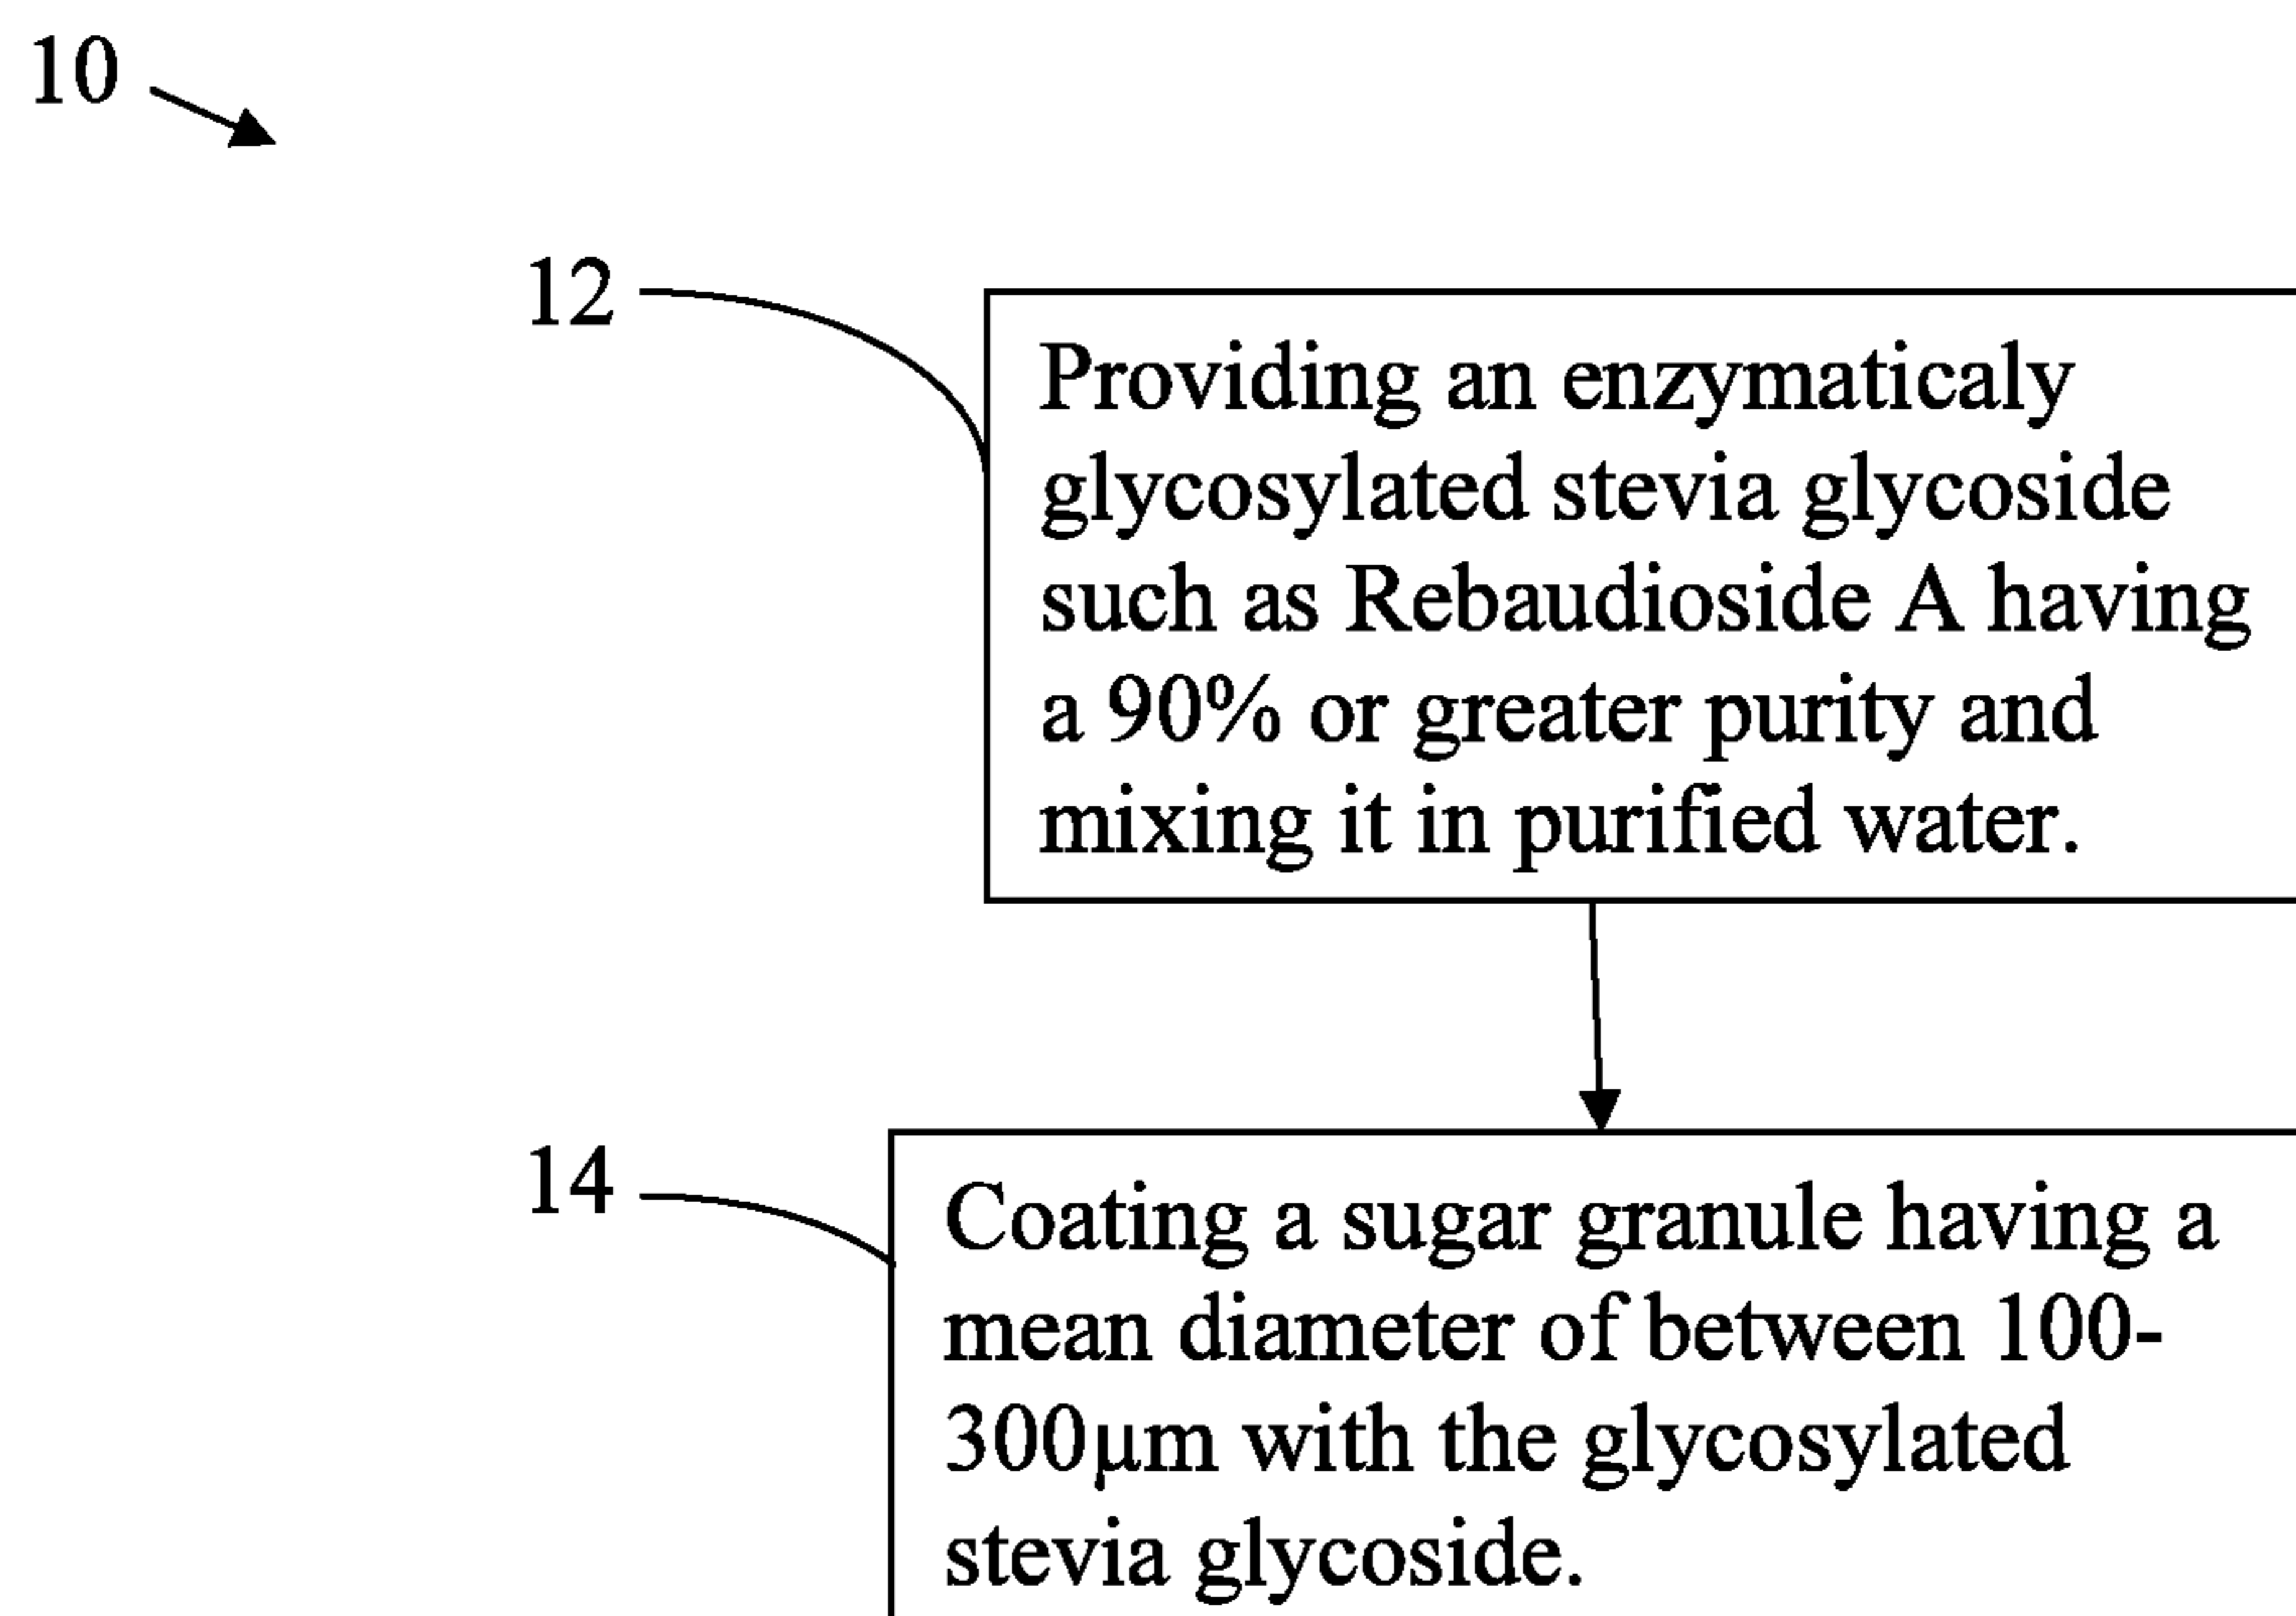 10
12
Providing an enzymaticaly
glycosylated stevia glycoside
such as Rebaudioside A having
a 90% or greater purity and
mixing it in purified water.
14
Coating a sugar granule having a
mean diameter of between 100-
300µm with the glycosylated
stevia glycoside.